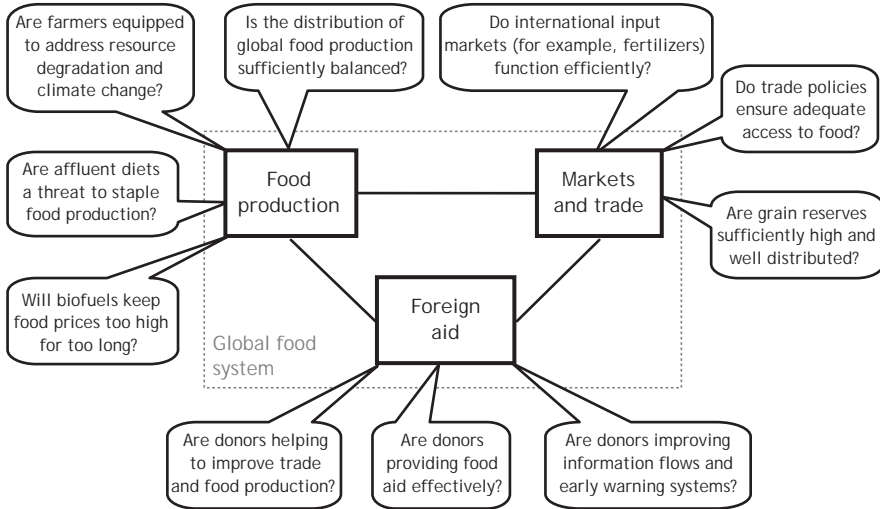 Are farmers equipped
to address resource
degradation and
climate change?
Is the distribution of
global food production
sufficiently balanced?
Do international input
markets (for example, fertilizers)
function efficiently?
Do trade policies
ensure adequate
access to food?
Are affluent diets
a threat to staple
food production?
Food
production
Markets
and trade
Are grain reserves
sufficiently high and
well distributed?
Will biofuels keep
food prices too high
for too long?
Foreign
aid
Global food
system
Are donors helping
to improve trade
and food production?
Are donors
providing food
aid effectively?
Are donors improving
information flows and
early warning systems?